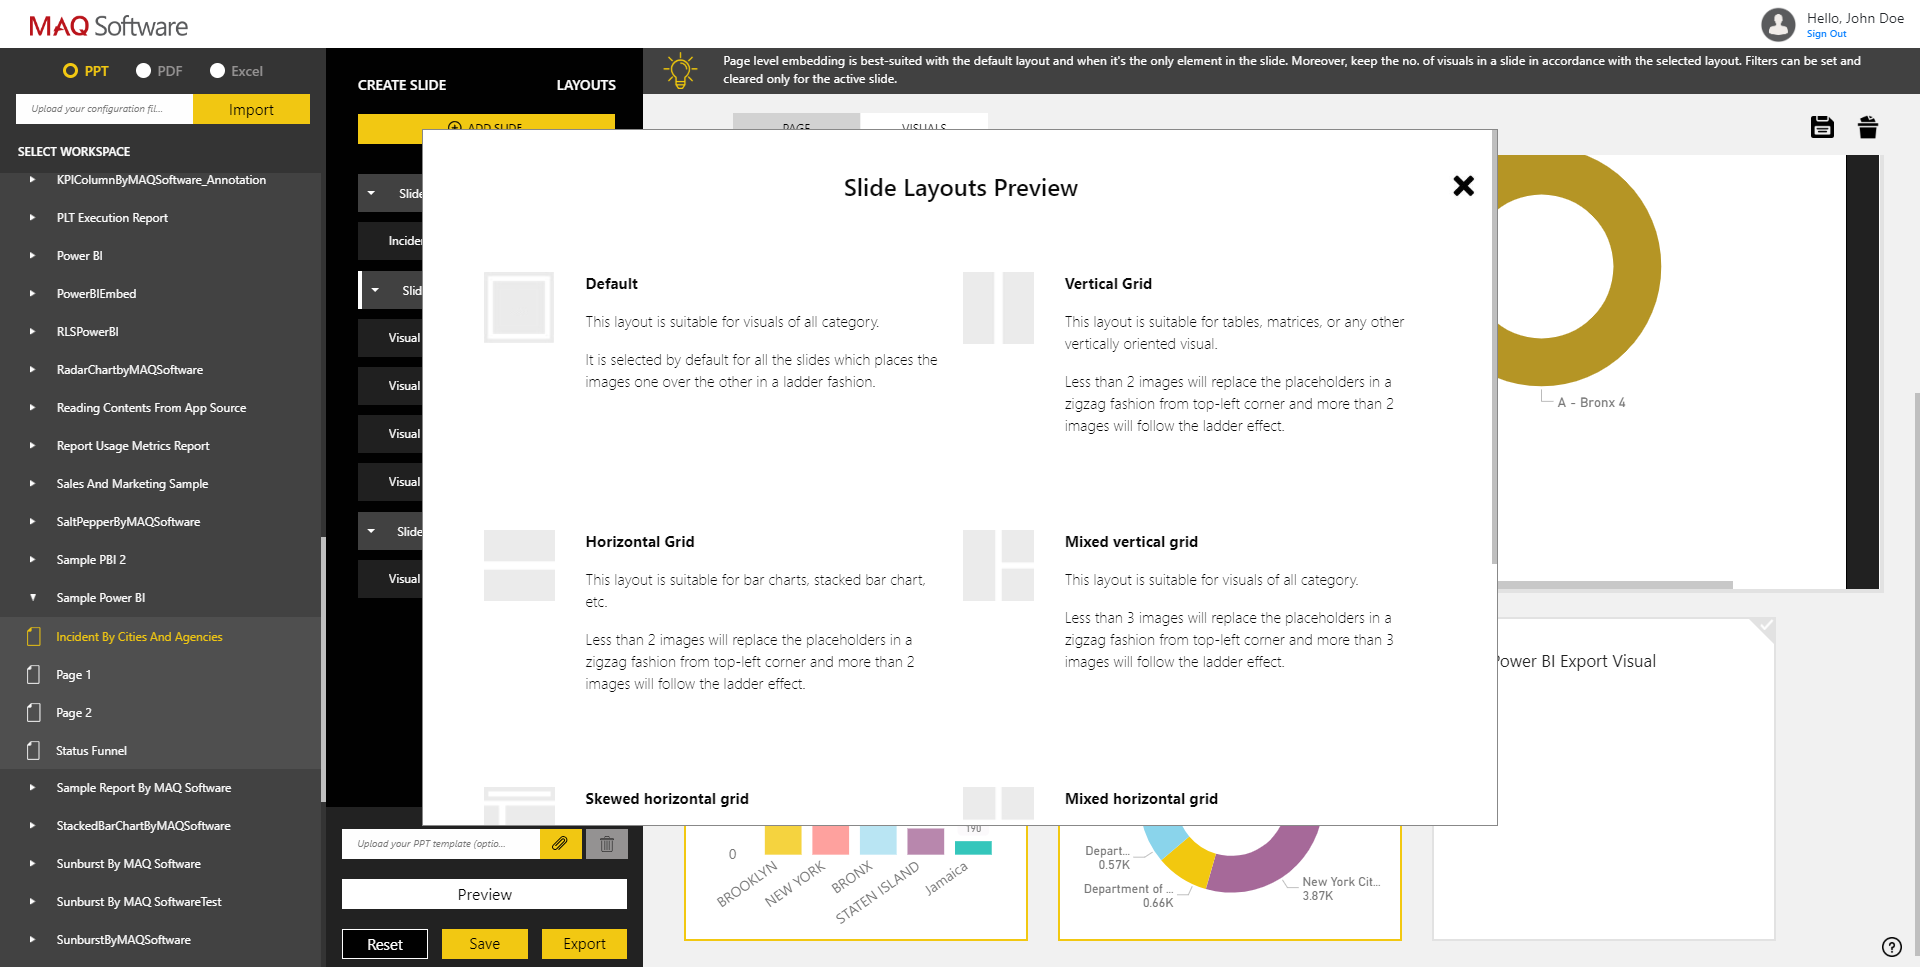 MAQ Software
Hello, John Doe
Sign Out
PPT
PDF
Excel
Upload your configuration fil...
Import
SELECT WORKSPACE
KPIColumnByMAQSoftware_Annotation
PLT Execution Report
Power BI
PowerBIEmbed
RLSPowerBI
RadarChartbyMAQSoftware
Reading Contents From App Source
Report Usage Metrics Report
Sales And Marketing Sample
SaltPepperByMAQSoftware
Sample PBI 2
Sample Power BI
Incident By Cities And Agencies
Page 1
Page 2
Status Funnel
Sample Report By MAQ Software
StackedBarChartByMAQSoftware
Sunburst By MAQ Software
Sunburst By MAQ SoftwareTest
SunburstByMAQSoftware
CREATE SLIDE
LAYOUTS
ADD SLIDE
Slide
Incider
Slid
Visual
Visual
Visual
Visual
Slide
Visual
Upload your PPT template (optio...
Preview
Reset
Save
Export
Page level embedding is best-suited with the default layout and when it's the only element in the slide. Moreover, keep the no. of visuals in a slide in accordance with the selected layout. Filters can be set and
cleared only for the active slide.
PAGE
VISUALS
Slide Layouts Preview
Default
This layout is suitable for visuals of all category.
It is selected by default for all the slides which places the
images one over the other in a ladder fashion.
Vertical Grid
This layout is suitable for tables, matrices, or any other
vertically oriented visual.
Less than 2 images will replace the placeholders in a
zigzag fashion from top-left corner and more than 2
images will follow the ladder effect.
Horizontal Grid
This layout is suitable for bar charts, stacked bar chart,
etc.
Less than 2 images will replace the placeholders in a
zigzag fashion from top-left corner and more than 2
images will follow the ladder effect.
Mixed vertical grid
This layout is suitable for visuals of all category.
Less than 3 images will replace the placeholders in a
zigzag fashion from top-left corner and more than 3
images will follow the ladder effect.
Skewed horizontal grid
Mixed horizontal grid
A - Bronx 4
Power BI Export Visual
190
0
BROOKLYN
NEW YORK
BRONX
STATEN ISLAND
Jamaica
Depart...
0.57K
Department of ...
0.66K
New York Cit...
3.87K